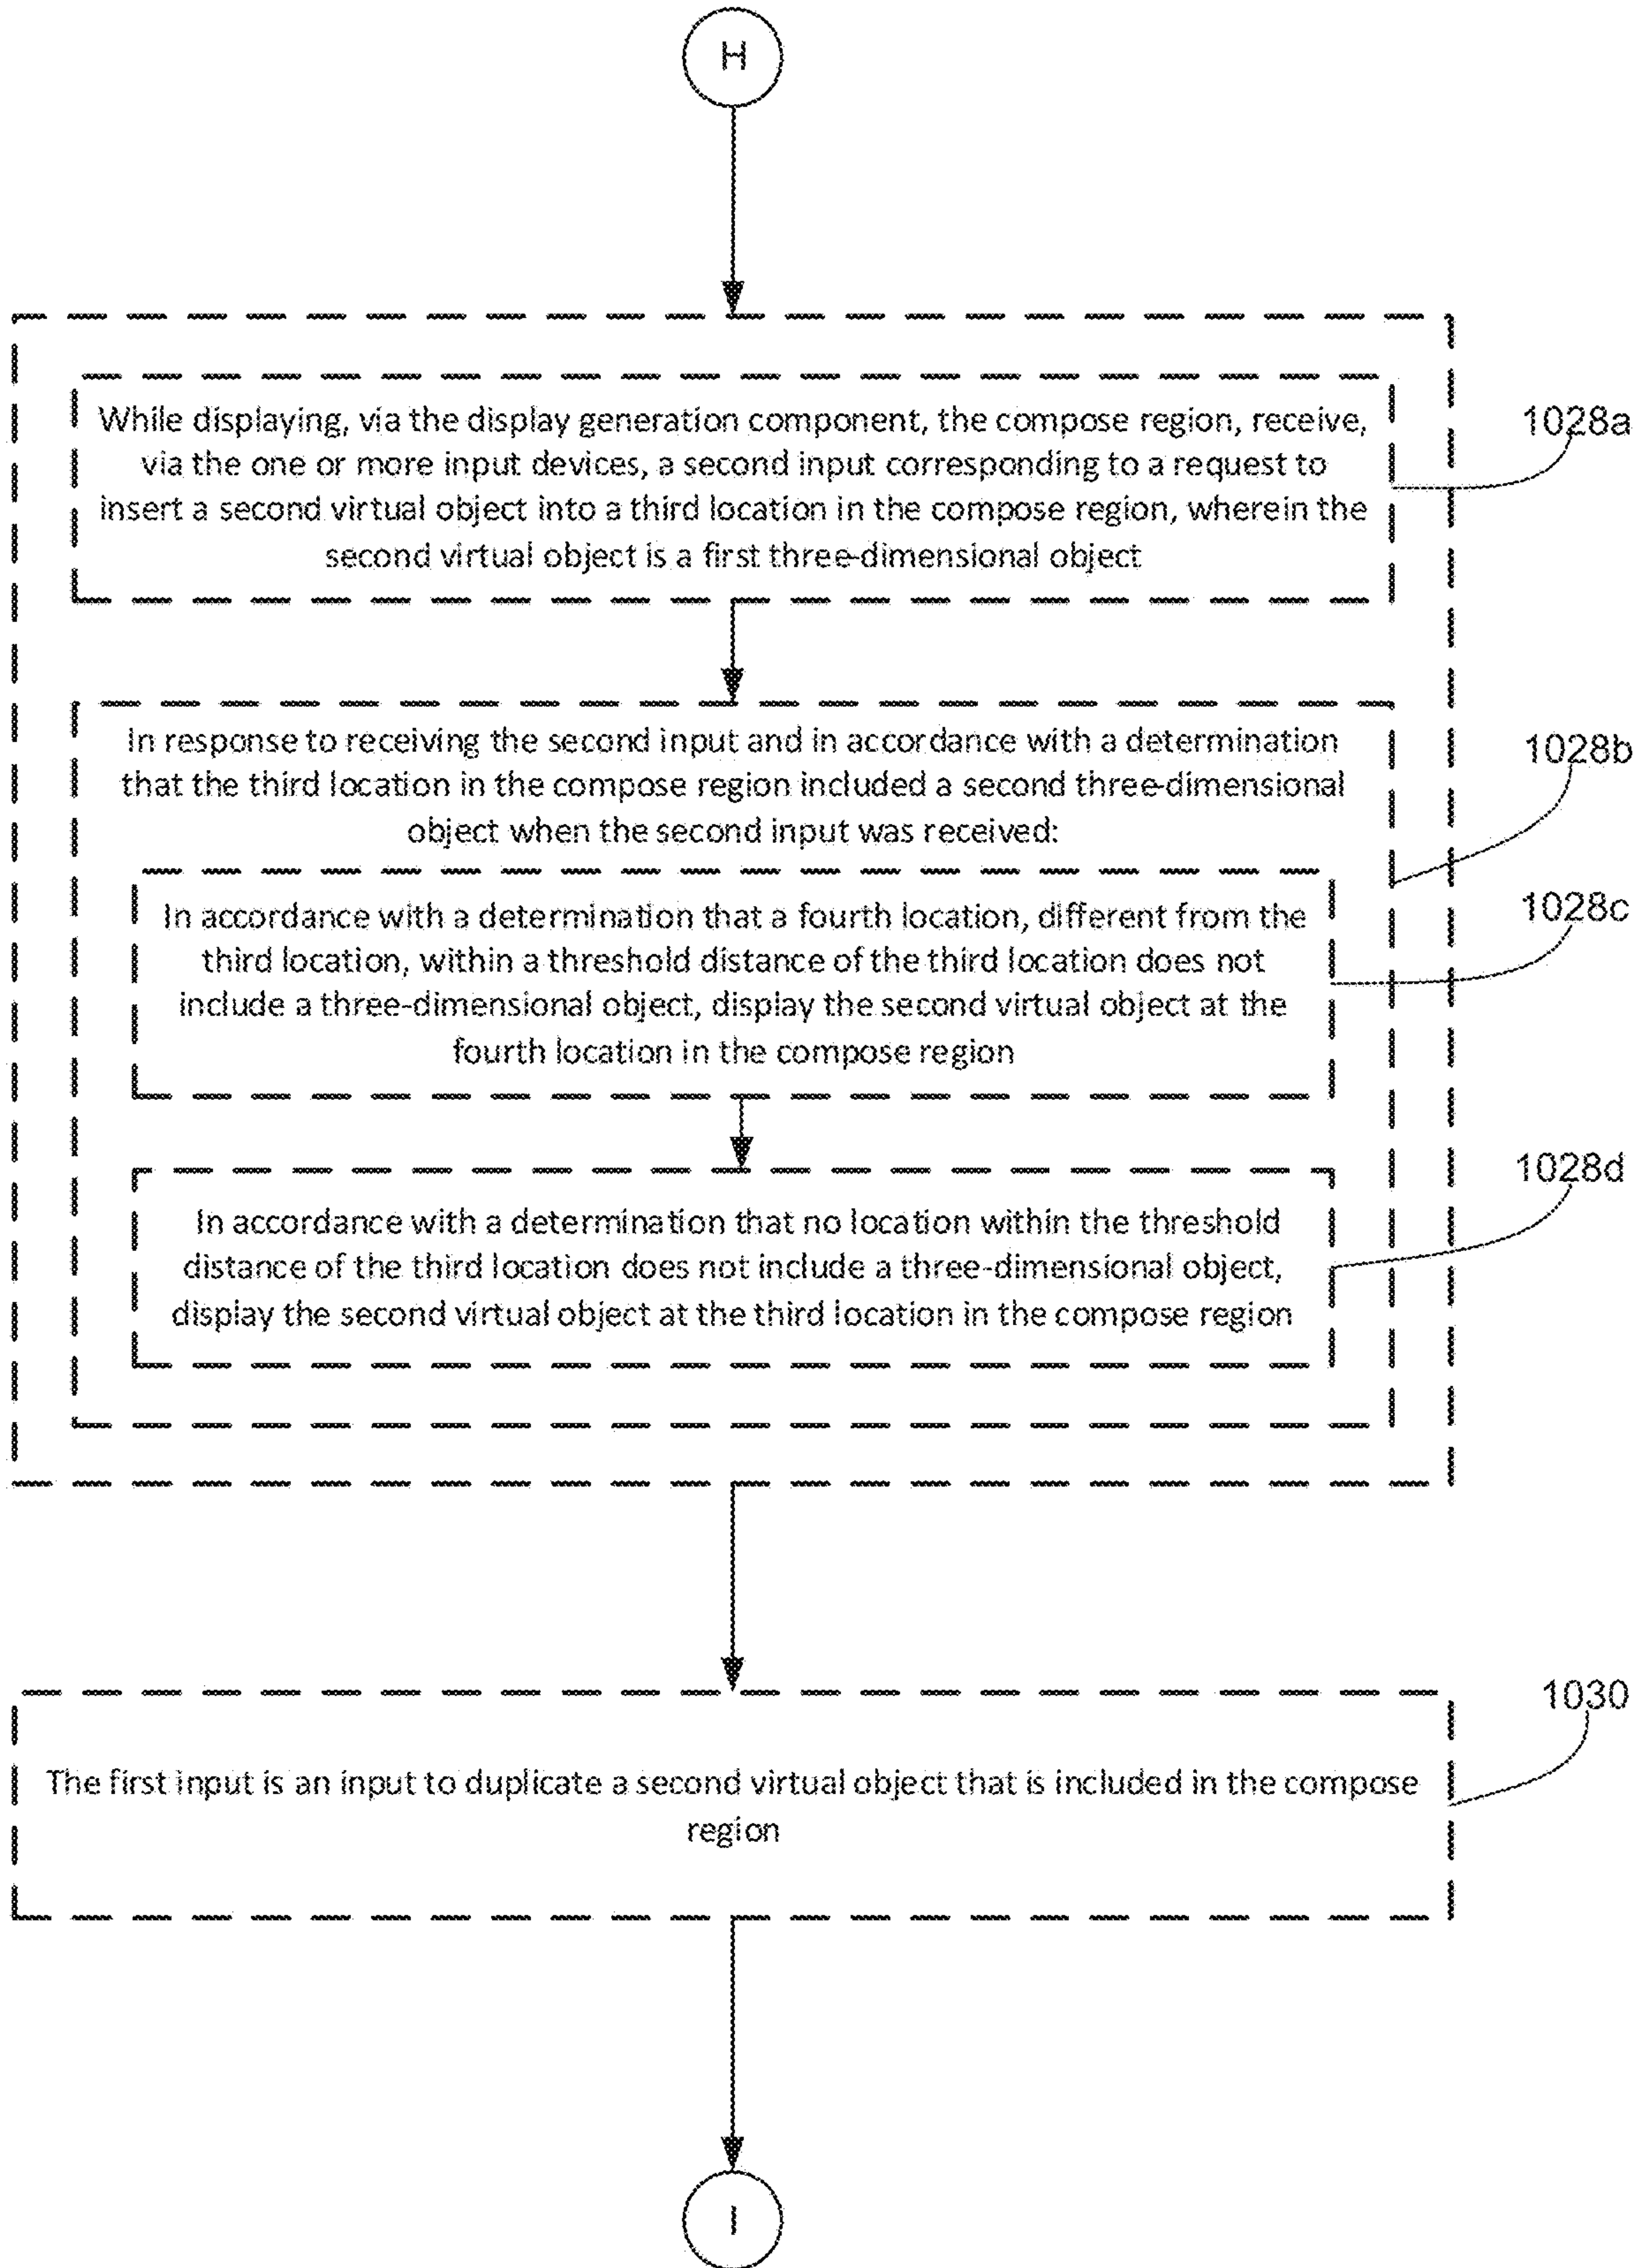 H
While displaying, via the display generation component, the compose region, receive,
via the one or more input devices, a second input corresponding to a request to
insert a second virtual object into a third location in the compose region, wherein the
second virtual object is a first three-dimensional object
1028a
In response to receiving the second input and in accordance with a determination
that the third location in the compose region included a second three-dimensional
object when the second input was received:
1028b
In accordance with a determination that a fourth location, different from the
third location, within a threshold distance of the third location does not
include a three-dimensional object, display the second virtual object at the
fourth location in the compose region
1028c
In accordance with a determination that no location within the threshold
distance of the third location does not include a three-dimensional object,
display the second virtual object at the third location in the compose region
1028d
The first input is an input to duplicate a second virtual object that is included in the compose
region
1030
I